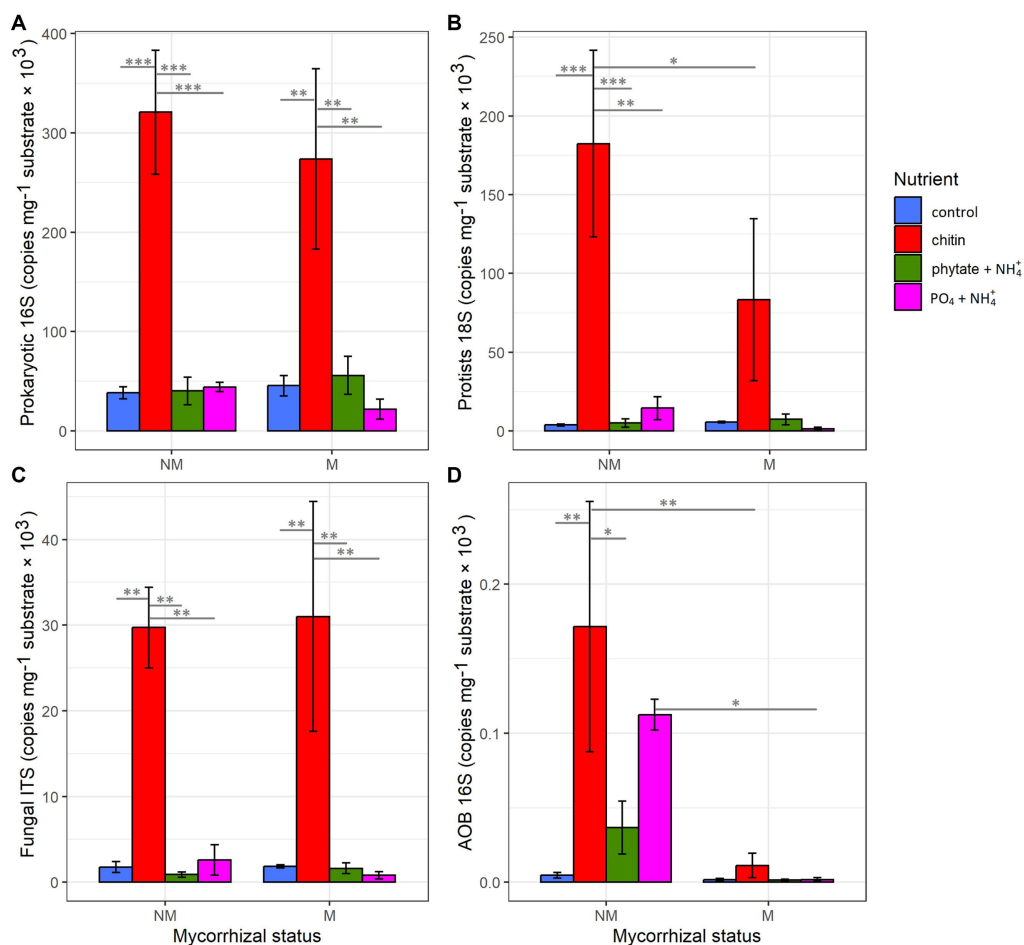 A
Prokaryotic 16S (copies mg⁻¹ substrate × 10³)
400
300
200
100
0
***
***
***
**
**
**
NM
M
B
Protists 18S (copies mg⁻¹ substrate × 10³)
250
200
150
100
50
0
***
*
***
**
NM
M
Nutrient
control
chitin
phytate + NH₄⁺
PO₄ + NH₄⁺
C
Fungal ITS (copies mg⁻¹ substrate × 10³)
40
30
20
10
0
**
**
**
**
**
**
NM
M
Mycorrhizal status
D
AOB 16S (copies mg⁻¹ substrate × 10³)
0.2
0.1
0.0
**
**
*
*
NM
M
Mycorrhizal status